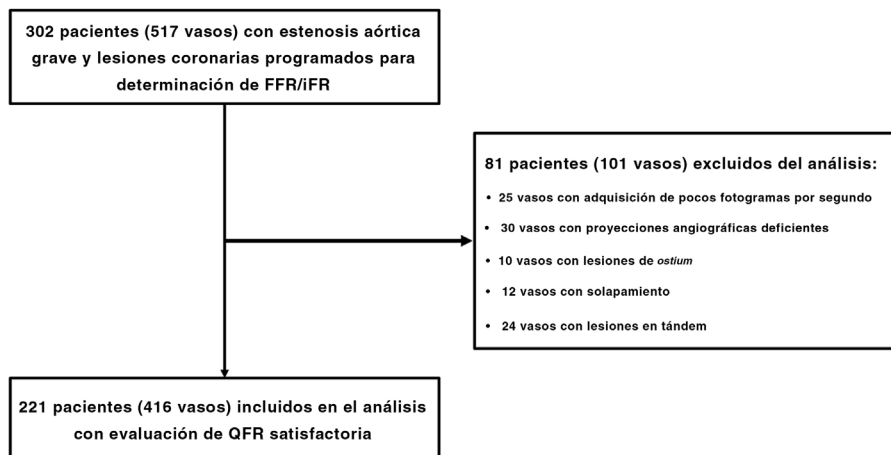 302 pacientes (517 vasos) con estenosis aórtica
grave y lesiones coronarias programados para
determinación de FFR/iFR
81 pacientes (101 vasos) excluidos del análisis:
• 25 vasos con adquisición de pocos fotogramas por segundo
• 30 vasos con proyecciones angiográficas deficientes
• 10 vasos con lesiones de ostium
• 12 vasos con solapamiento
• 24 vasos con lesiones en tándem
221 pacientes (416 vasos) incluidos en el análisis
con evaluación de QFR satisfactoria